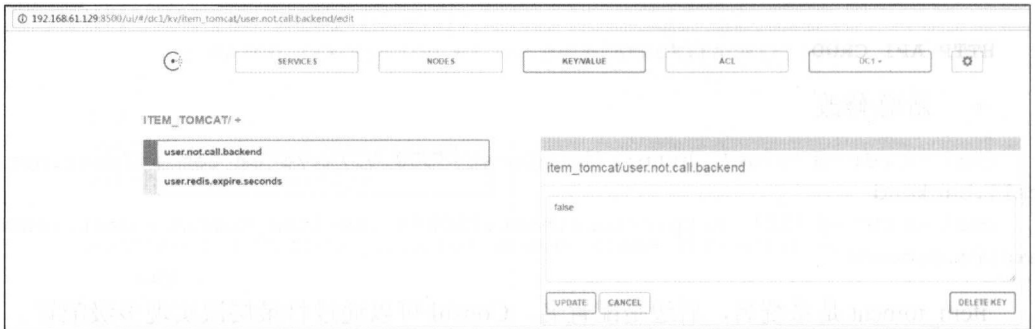 192.168.61.129:8500/ui/#/dc1/kv/item_tomcat/user.not.call.backend/edit
SERVICES NODES KEY/VALUE ACL DC1
ITEM_TOMCAT/ +
user.not.call.backend
user.redis.expire.seconds
item_tomcat/user.not.call.backend
false
UPDATE CANCEL DELETE KEY